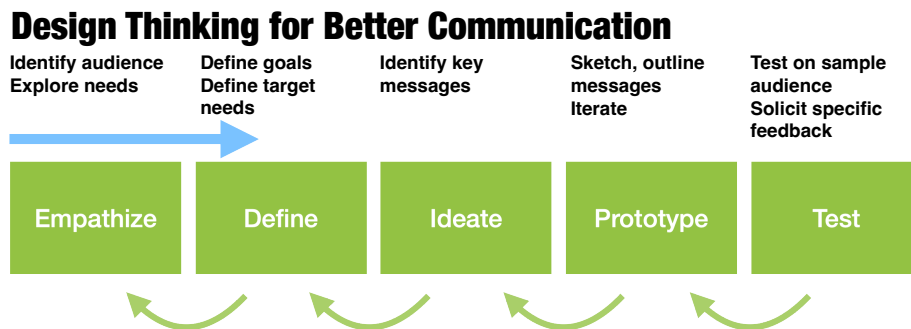 Design Thinking for Better Communication
Identify audience
Explore needs
Define goals
Define target
needs
Identify key
messages
Sketch, outline
messages
Iterate
Test on sample
audience
Solicit specific
feedback
Empathize
Define
Ideate
Prototype
Test